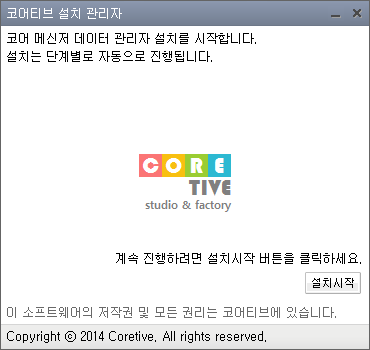 코어티브 설치 관리자
코어 메신저 데이터 관리자 설치를 시작합니다.
설치는 단계별로 자동으로 진행됩니다.
CORE
TIVE
studio & factory
계속 진행하려면 설치시작 버튼을 클릭하세요.
설치시작
이 소프트웨어의 저작권 및 모든 권리는 코어티브에 있습니다.
Copyright ⓒ 2014 Coretive, All rights reserved.